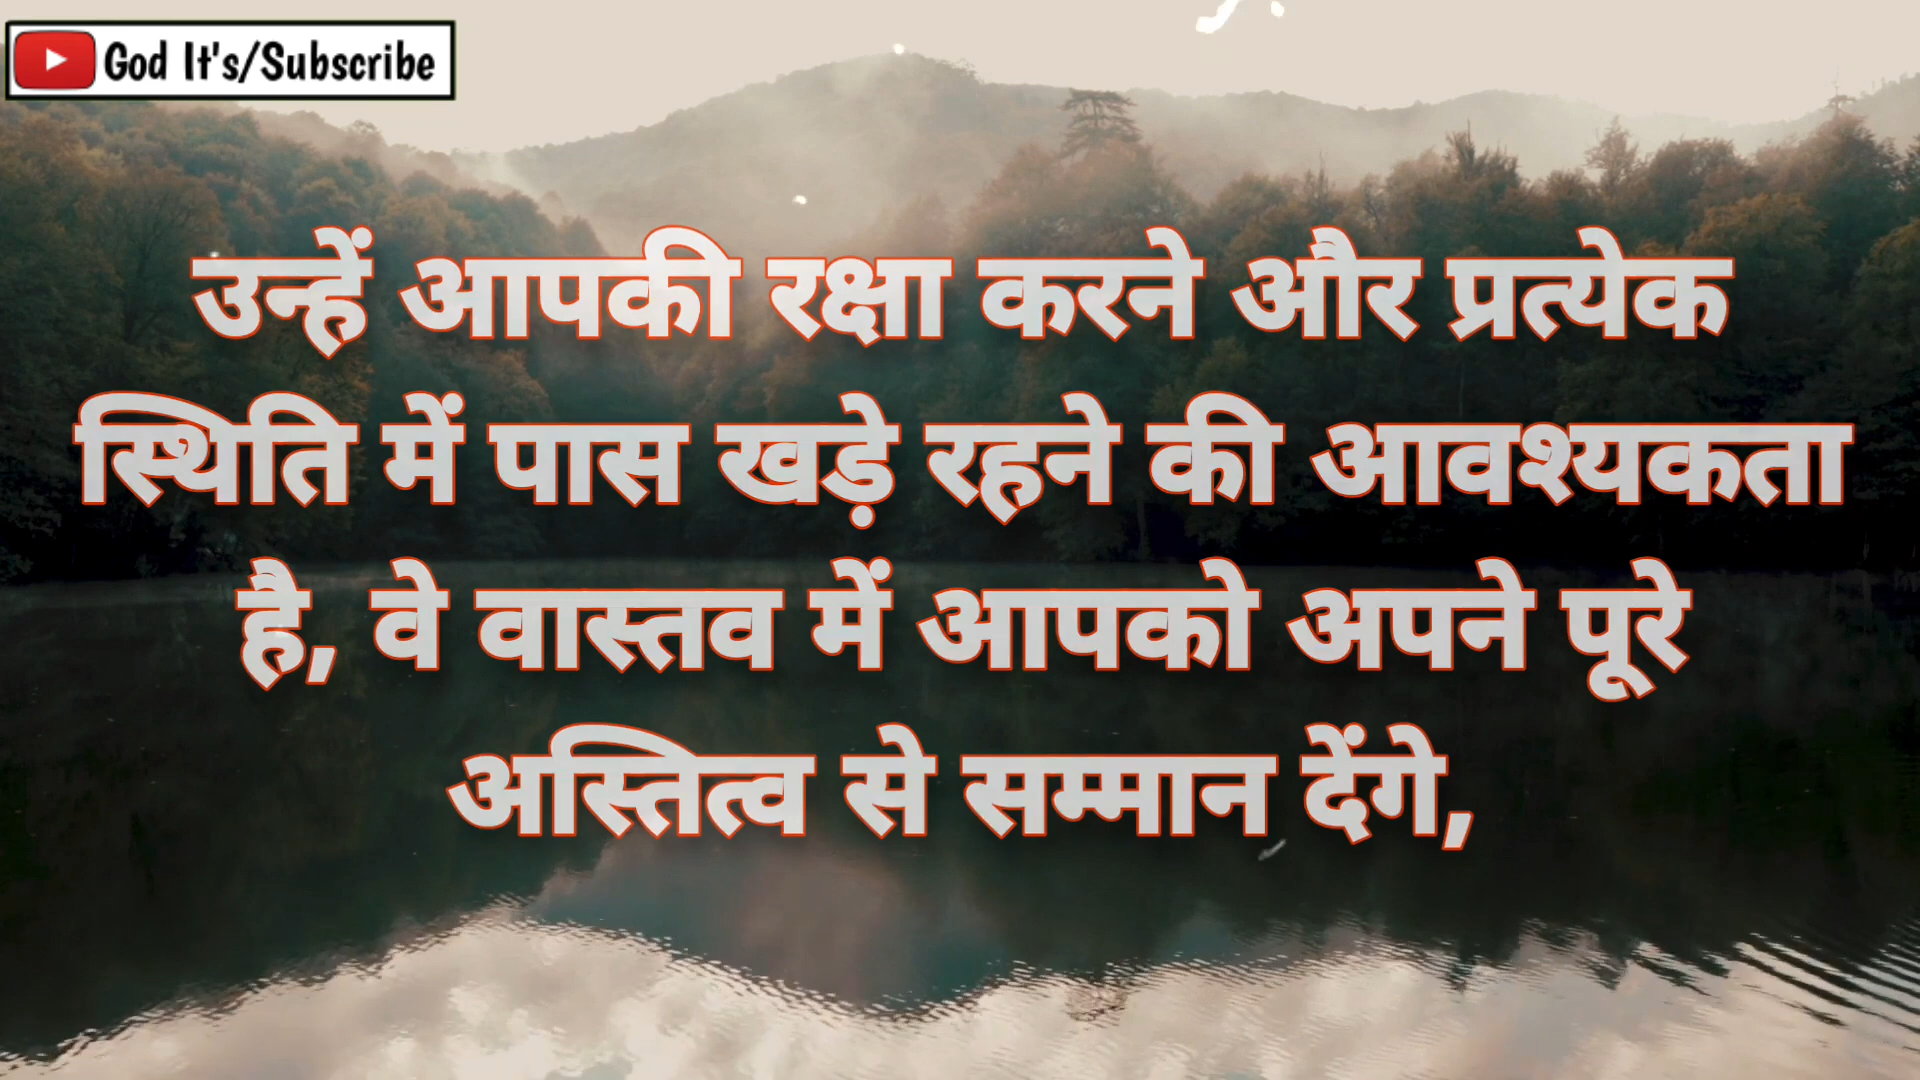 God It's/Subscribe
उन्हें आपकी रक्षा करने और प्रत्येक
स्थिति में पास खड़े रहने की आवश्यकता
है, वे वास्तव में आपको अपने पूरे
अस्तित्व से सम्मान देंगे,